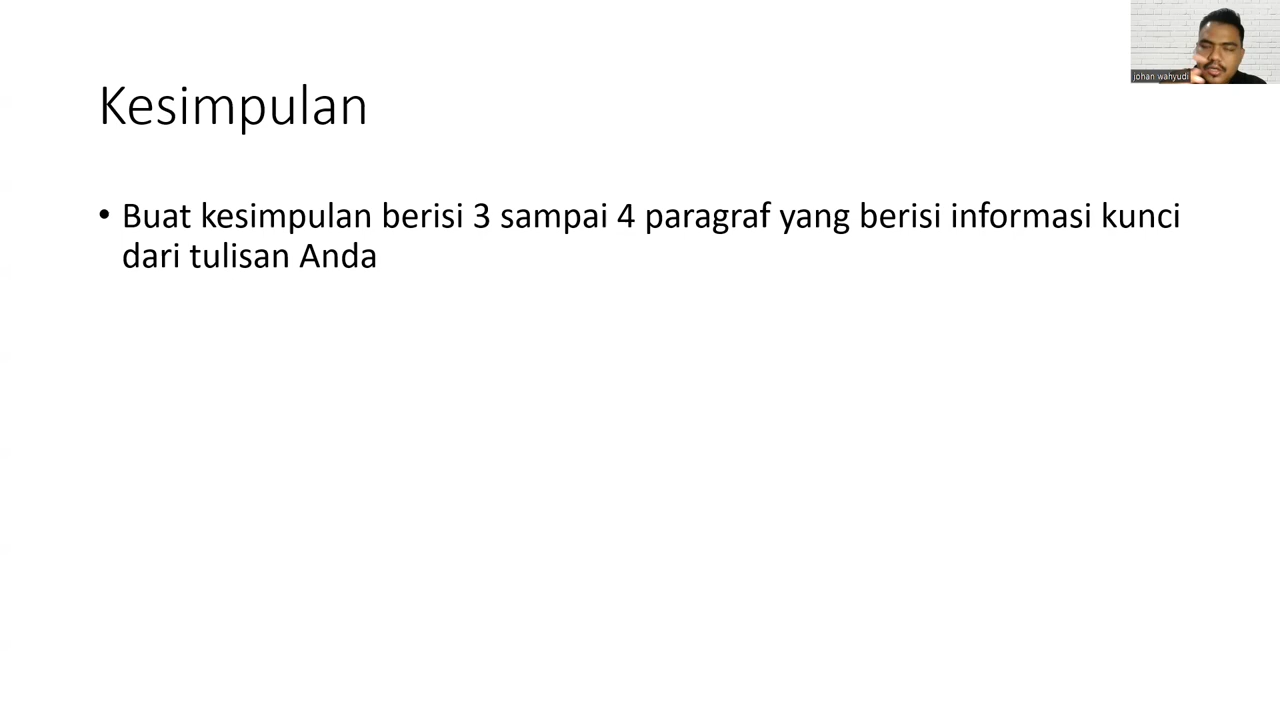 johan wahyudi
Kesimpulan
• Buat kesimpulan berisi 3 sampai 4 paragraf yang berisi informasi kunci
dari tulisan Anda